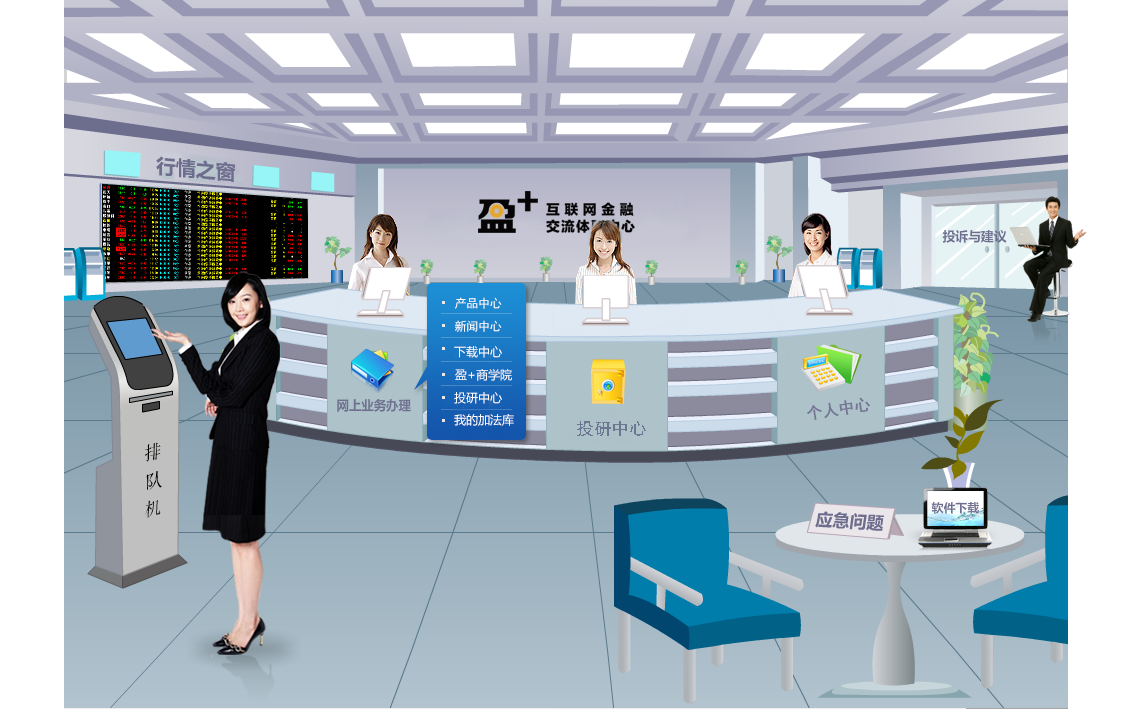 行情之窗
盈+
互联网金融
交流体 中心
投诉与建议
产品中心
新闻中心
下载中心
盈+商学院
投研中心
我的加法库
网上业务办理
投研中心
个人中心
排
队
机
应急问题
软件下载